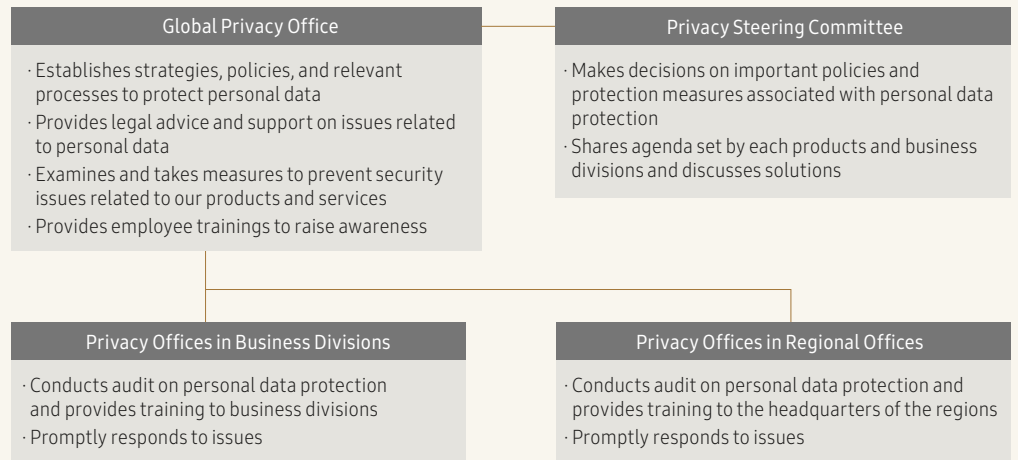 Global Privacy Office
· Establishes strategies, policies, and relevant
processes to protect personal data
· Provides legal advice and support on issues related
to personal data
· Examines and takes measures to prevent security
issues related to our products and services
· Provides employee trainings to raise awareness
Privacy Steering Committee
· Makes decisions on important policies and
protection measures associated with personal data
protection
· Shares agenda set by each products and business
divisions and discusses solutions
Privacy Offices in Business Divisions
· Conducts audit on personal data protection
and provides training to business divisions
· Promptly responds to issues
Privacy Offices in Regional Offices
· Conducts audit on personal data protection and
provides training to the headquarters of the regions
· Promptly responds to issues